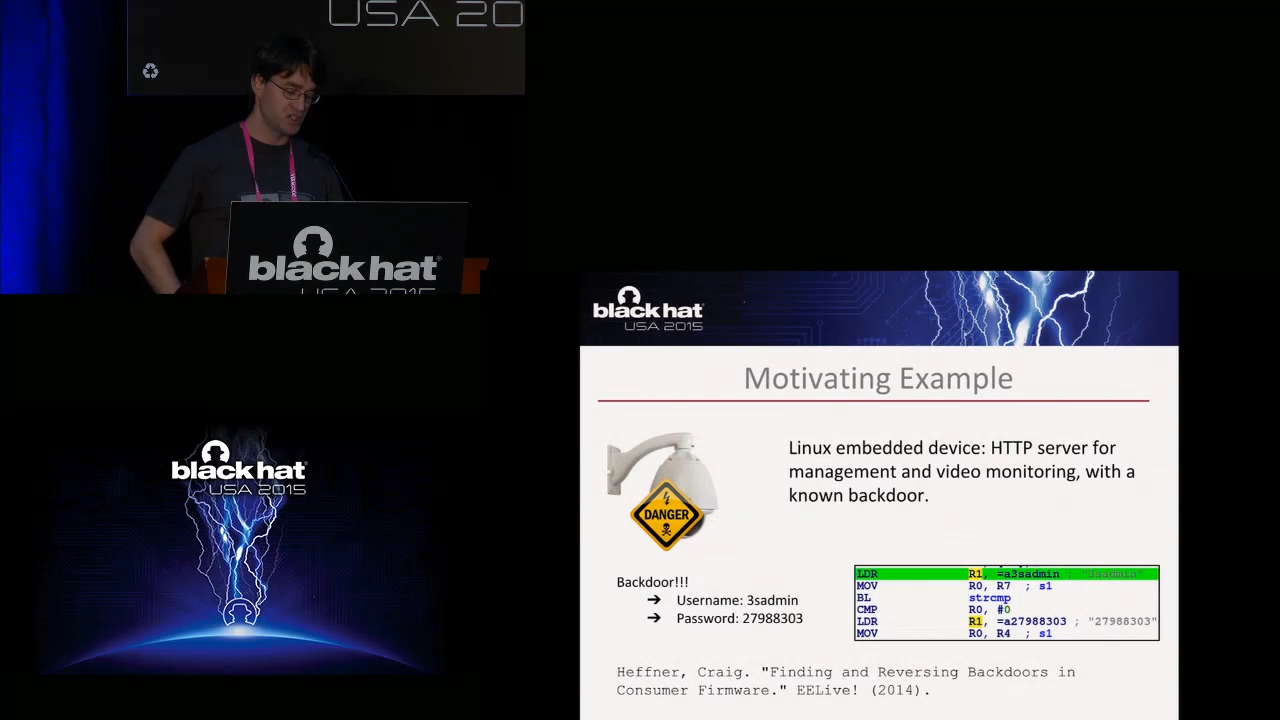 USA 20
black hat
USA 2015
black hat
USA 2015
black hat
USA 2015
Motivating Example
Linux embedded device: HTTP server for
management and video monitoring, with a
known backdoor.
DANGER
Backdoor!!!
➔ Username: 3sadmin
➔ Password: 27988303
LDR R1, =a3sadmin ; "3sadmin"
MOV R0, R7 ; s1
BL strcmp
CMP R0, #0
LDR R1, =a27988303 ; "27988303"
MOV R0, R4 ; s1
Heffner, Craig. "Finding and Reversing Backdoors in
Consumer Firmware." EELive! (2014).